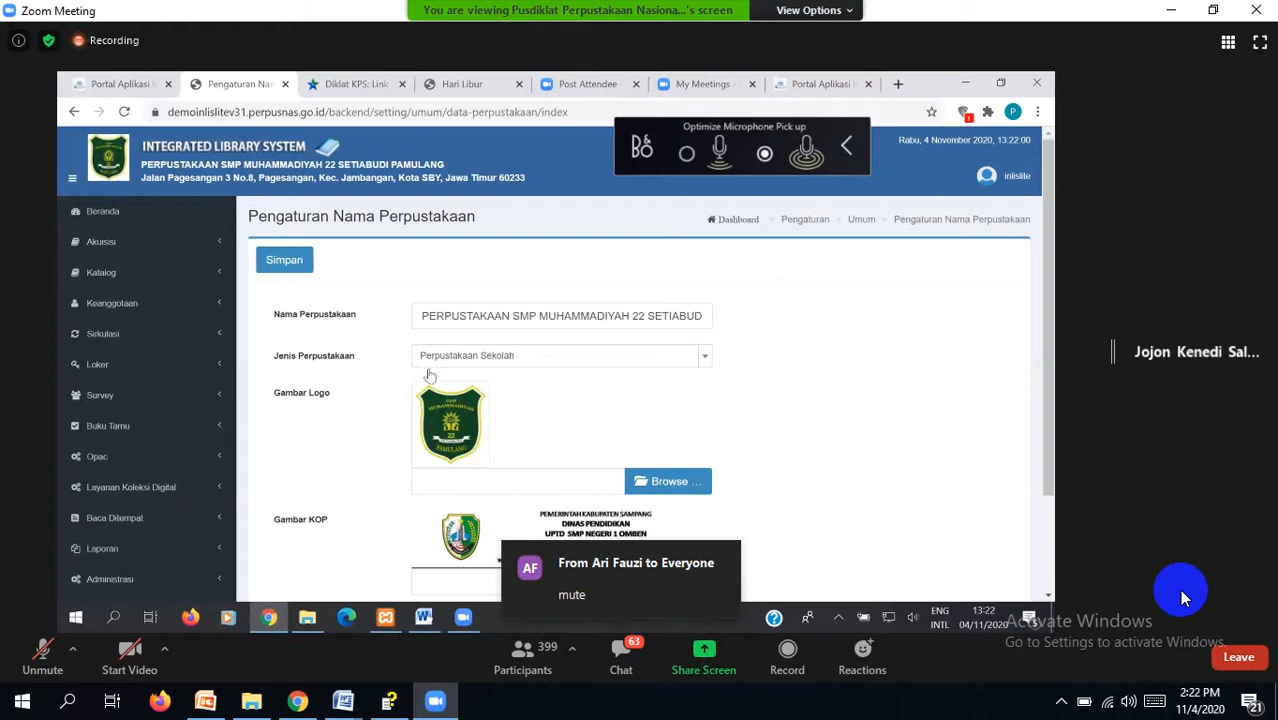 Zoom Meeting
You are viewing Pusdiklat Perpustakaan Nasiona...'s screen
View Options
Recording
Portal Aplikasi I
Pengaturan Nam
Diklat KPS: Link
Hari Libur
Post Attendee -
My Meetings -
Portal Aplikasi I
demoinlislitev31.perpusnas.go.id/backend/setting/umum/data-perpustakaan/index
P
Optimize Microphone Pick up
INTEGRATED LIBRARY SYSTEM
PERPUSTAKAAN SMP MUHAMMADIYAH 22 SETIABUDI PAMULANG
Jalan Pagesangan 3 No.8, Pagesangan, Kec. Jambangan, Kota SBY, Jawa Timur 60233
Rabu, 4 November 2020, 13:22:00
inlislite
Beranda
Akuisisi
Katalog
Keanggotaan
Sirkulasi
Loker
Survey
Buku Tamu
Opac
Layanan Koleksi Digital
Baca Ditempat
Laporan
Administrasi
Pengaturan Nama Perpustakaan
Dashboard > Pengaturan > Umum > Pengaturan Nama Perpustakaan
Simpan
Nama Perpustakaan
PERPUSTAKAAN SMP MUHAMMADIYAH 22 SETIABUD
Jenis Perpustakaan
Perpustakaan Sekolah
Gambar Logo
SMP
MUHAMMADIYAH
22
PAMULANG
Browse ...
Gambar KOP
PEMERINTAH KABUPATEN SAMPANG
DINAS PENDIDIKAN
UPTD SMP NEGERI 1 OMBEN
AF
From Ari Fauzi to Everyone
mute
Jojon Kenedi Sal...
ENG
INTL
13:22
04/11/2020
Activate Windows
Go to Settings to activate Windows.
Unmute
Start Video
399
Participants
63
Chat
Share Screen
Record
Reactions
Leave
2:22 PM
11/4/2020
21